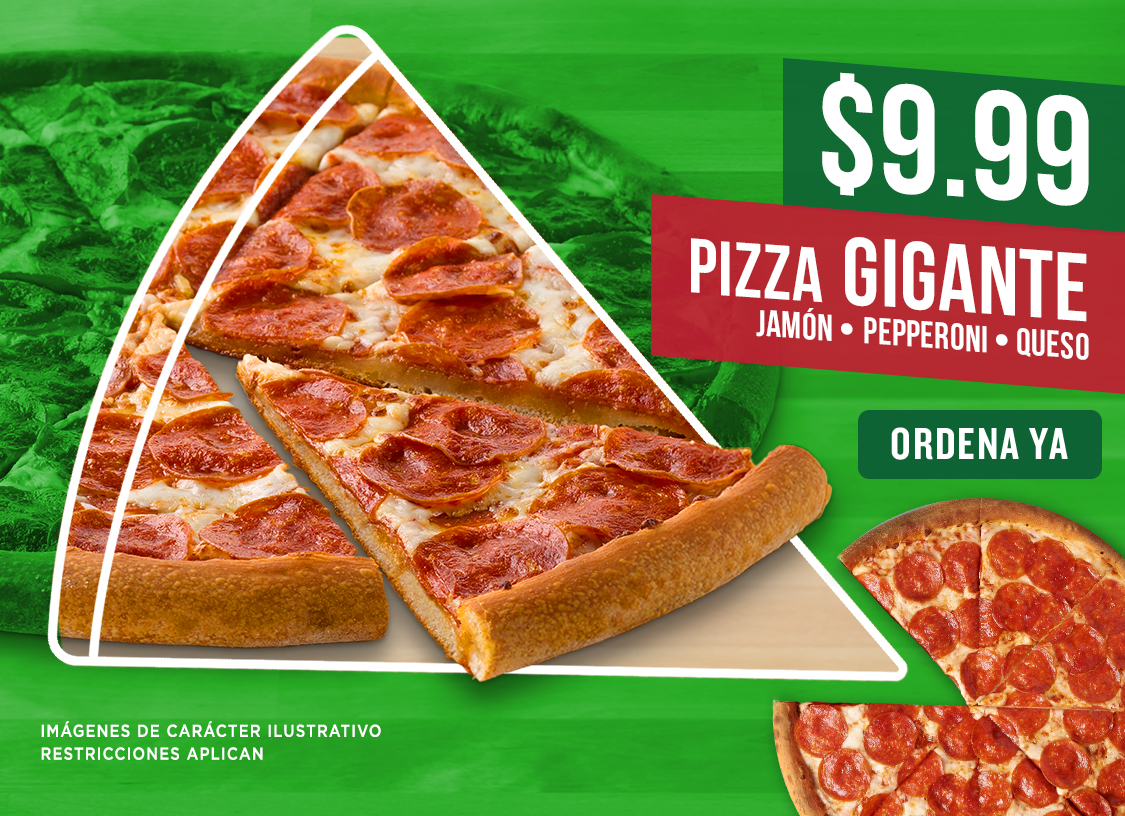 $9.99
PIZZA GIGANTE
JAMÓN • PEPPERONI • QUESO
ORDENA YA
IMÁGENES DE CARÁCTER ILUSTRATIVO
RESTRICCIONES APLICAN